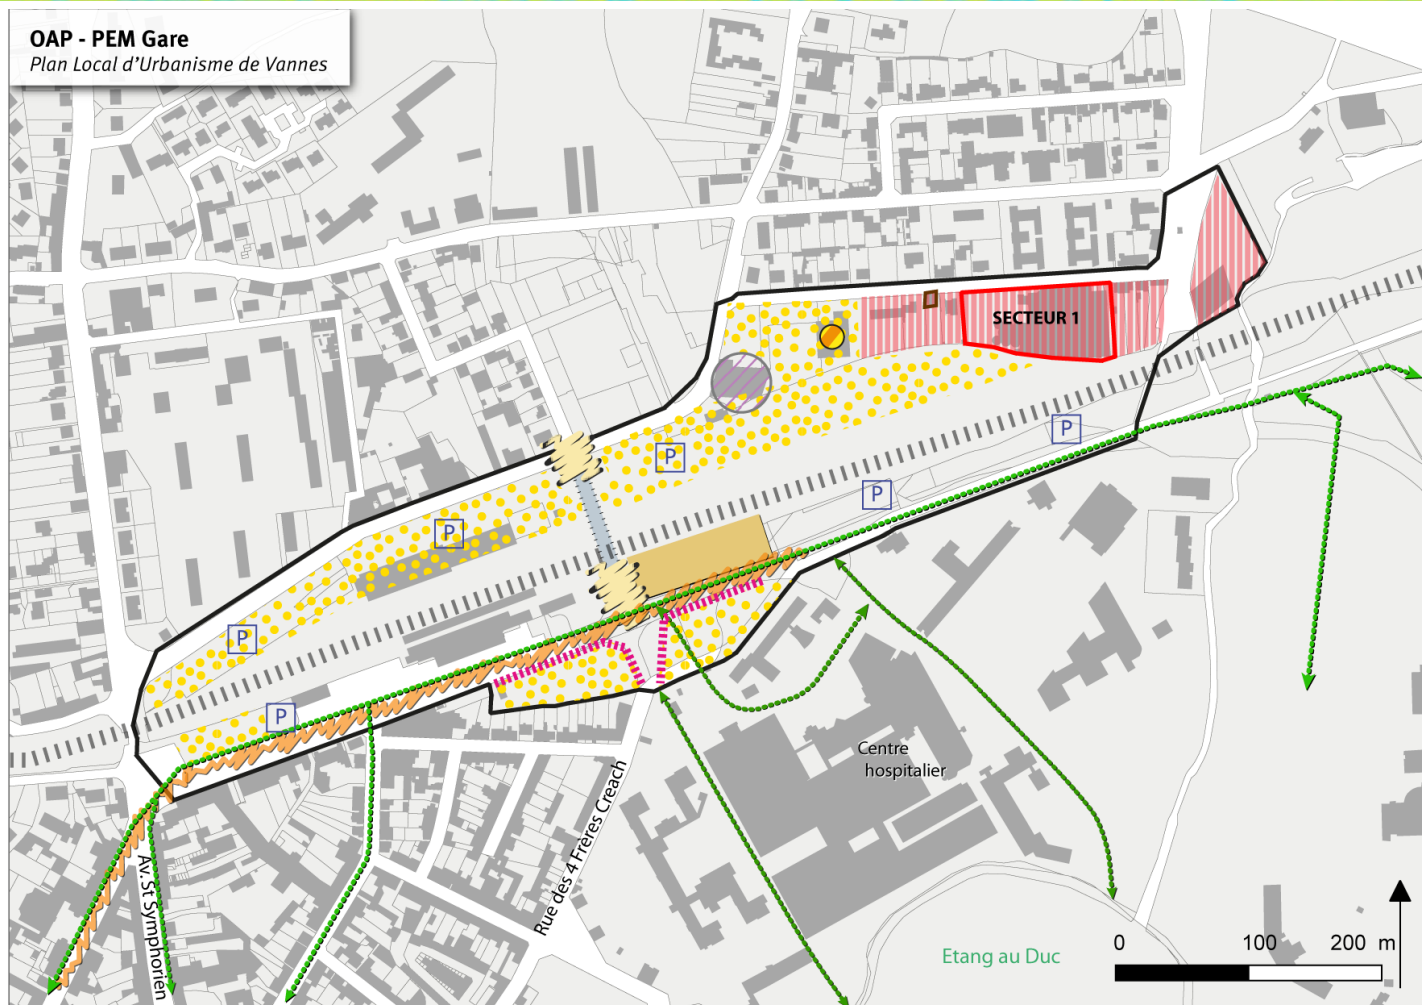 OAP - PEM Gare
Plan Local d'Urbanisme de Vannes
SECTEUR 1
P
P
P
P
P
P
Centre
hospitalier
Rue des 4 Frères Creach
Av. St Symphorien
Etang au Duc
0 100 200 m